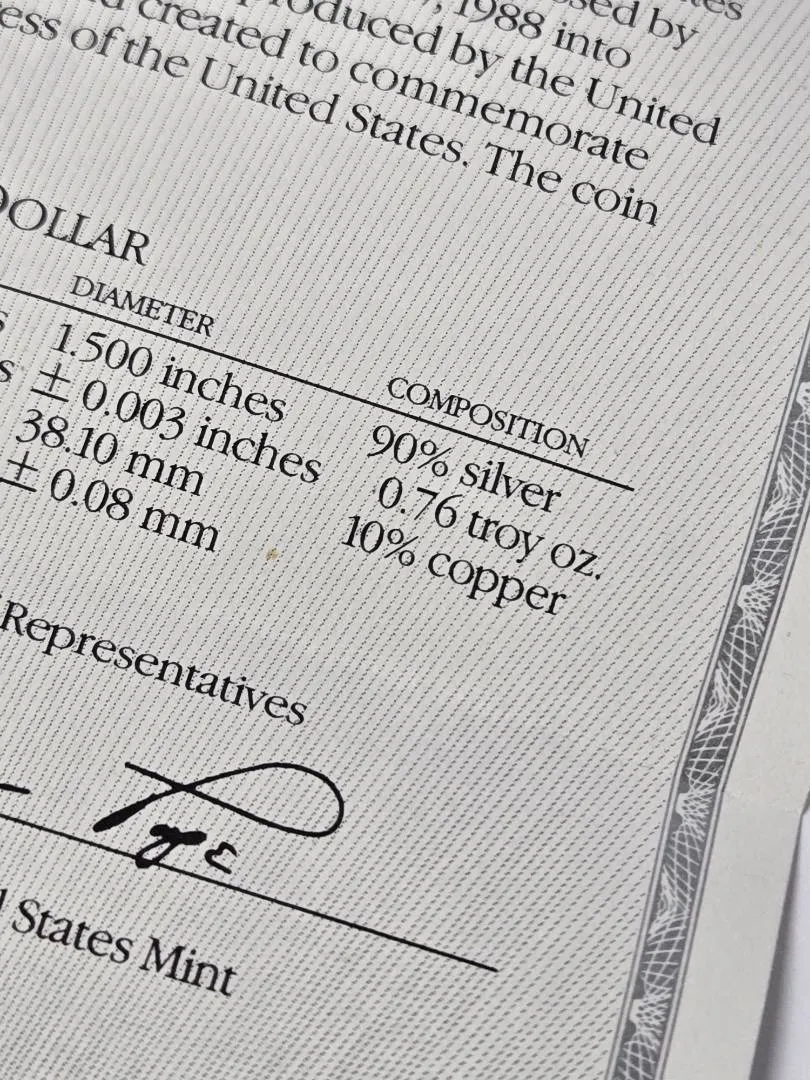 1988 into
produced by the United
created to commemorate
of the United States. The coin
DOLLAR
DIAMETER COMPOSITION
1.500 inches 90% silver
± 0.003 inches 0.76 troy oz.
38.10 mm 10% copper
± 0.08 mm
Representatives
Pope
States Mint